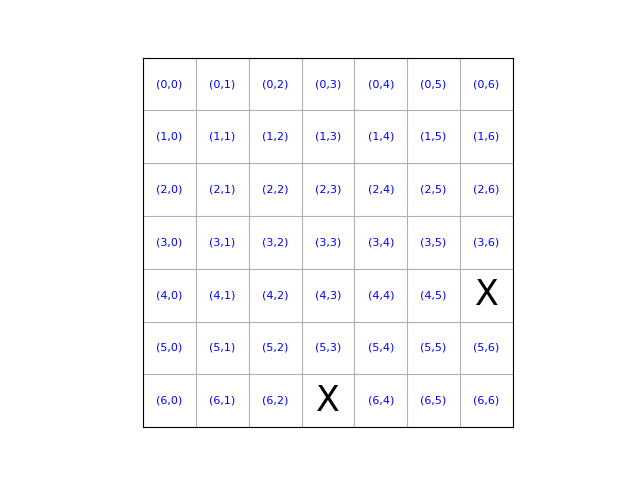 (0,0) (0,1) (0,2) (0,3) (0,4) (0,5) (0,6)
(1,0) (1,1) (1,2) (1,3) (1,4) (1,5) (1,6)
(2,0) (2,1) (2,2) (2,3) (2,4) (2,5) (2,6)
(3,0) (3,1) (3,2) (3,3) (3,4) (3,5) (3,6)
(4,0) (4,1) (4,2) (4,3) (4,4) (4,5) X
(5,0) (5,1) (5,2) (5,3) (5,4) (5,5) (5,6)
(6,0) (6,1) (6,2) X (6,4) (6,5) (6,6)